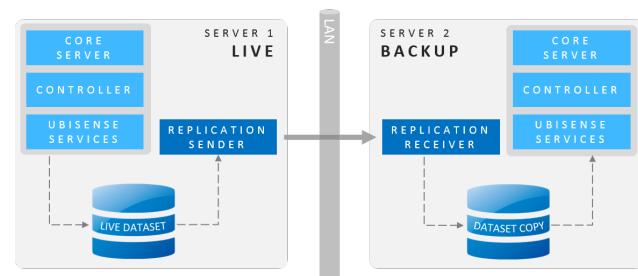 SERVER 1
LIVE
CORE
SERVER
CONTROLLER
UBISENSE
SERVICES
REPLICATION
SENDER
LIVE DATASET
LAN
SERVER 2
BACKUP
CORE
SERVER
CONTROLLER
UBISENSE
SERVICES
REPLICATION
RECEIVER
DATASET COPY